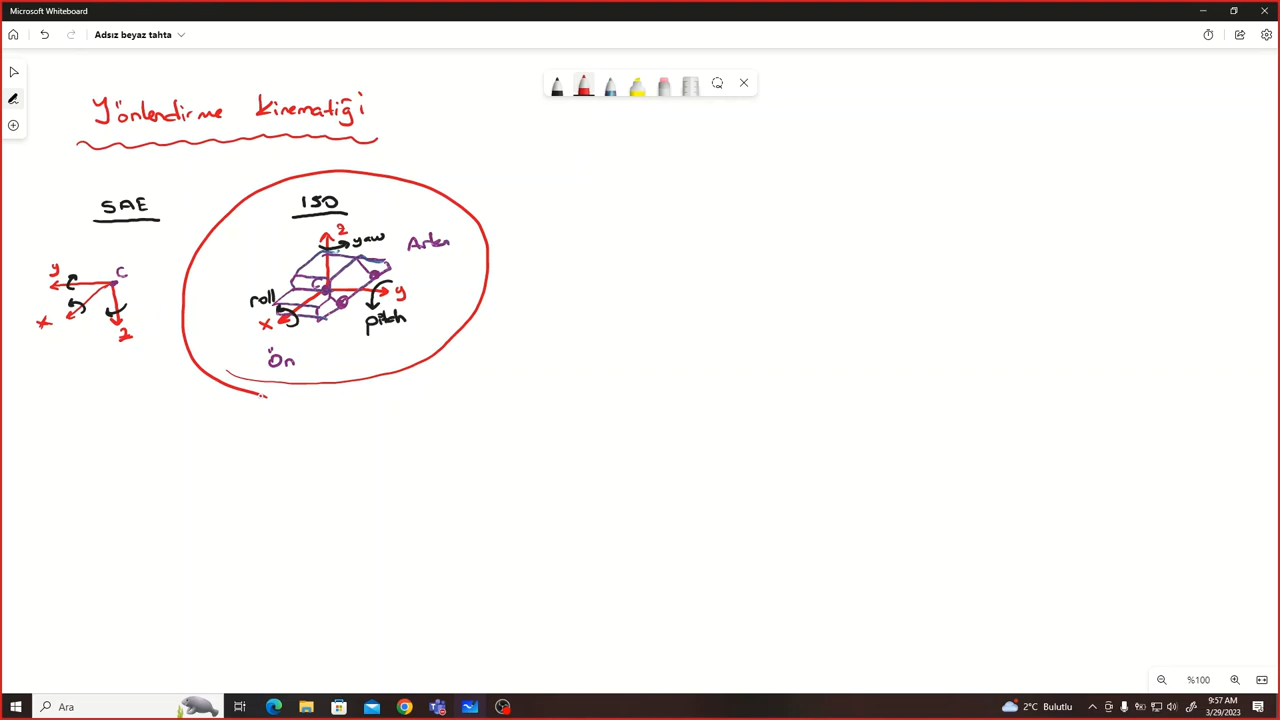 Microsoft Whiteboard
Adsız beyaz tahta
Yönlendirme Kinematiği
SAE
ISO
z
yaw
Arka
y
C
x
z
C
y
roll
x
pitch
Ön
%100
Ara
2°C Bulutlu
9:57 AM
3/29/2023